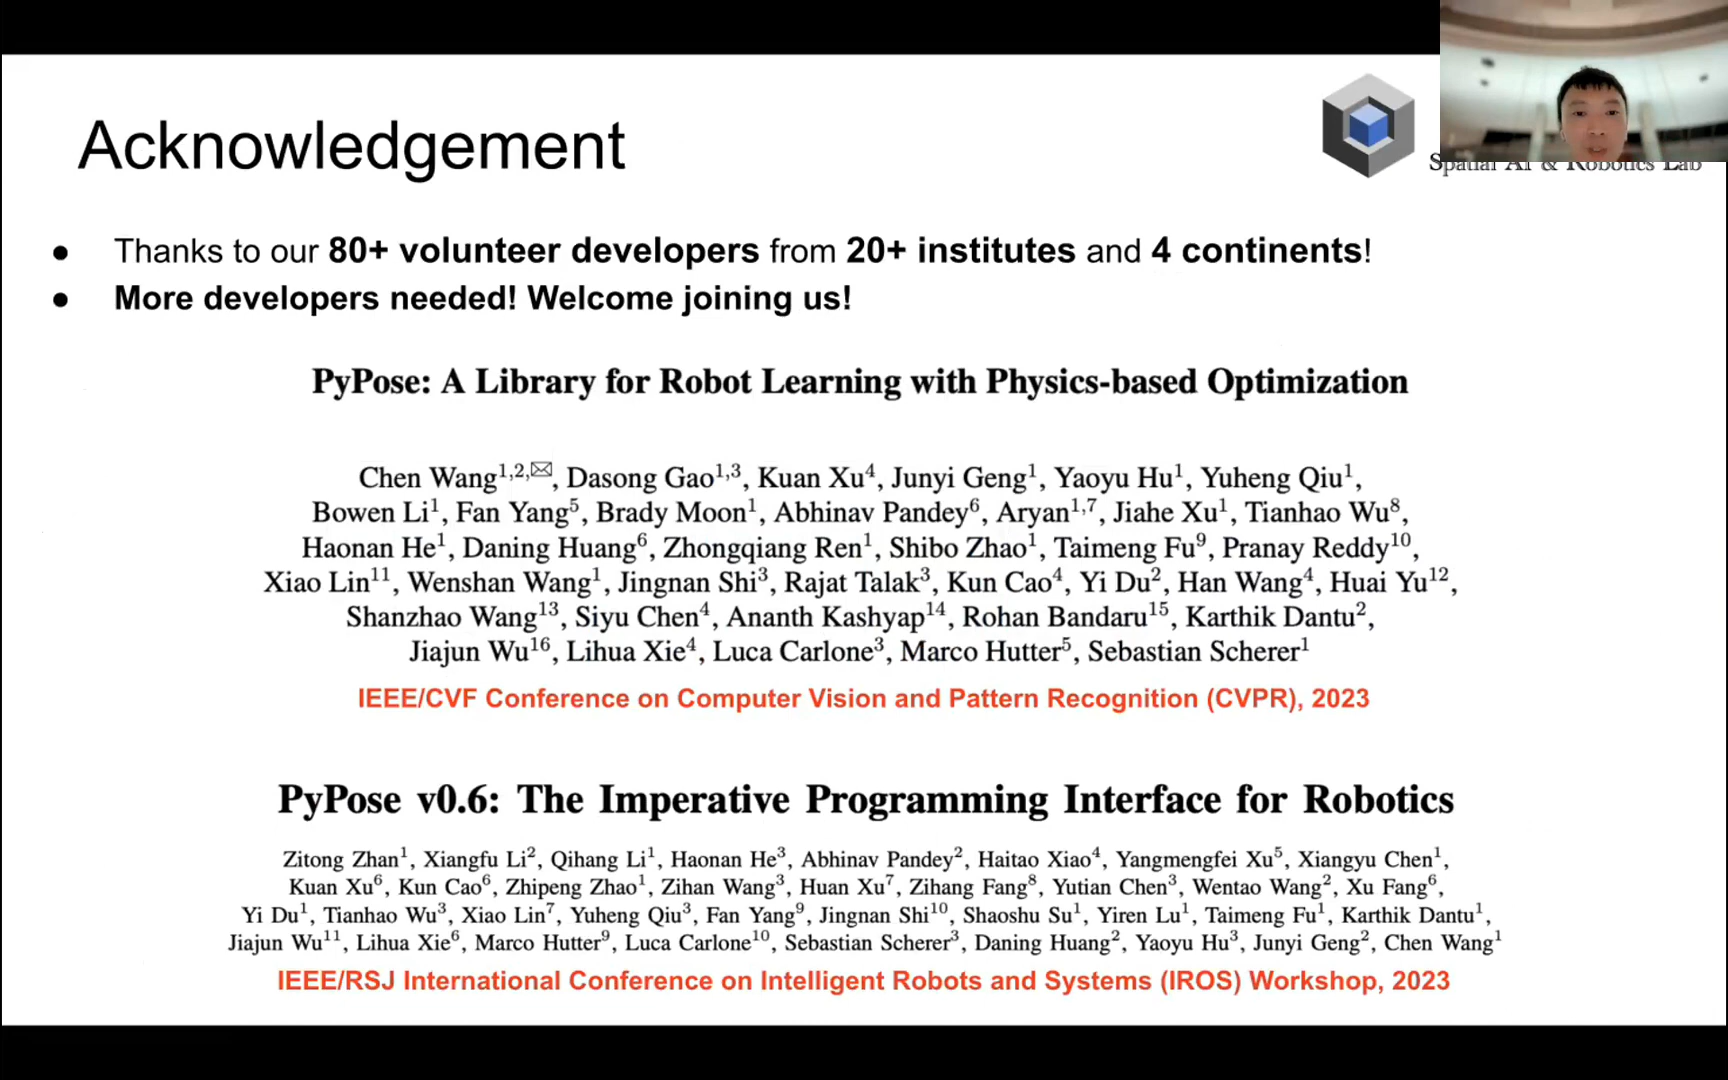 Acknowledgement
Spatial AI & Robotics Lab
● Thanks to our 80+ volunteer developers from 20+ institutes and 4 continents!
● More developers needed! Welcome joining us!
PyPose: A Library for Robot Learning with Physics-based Optimization
Chen Wang¹,²,✉, Dasong Gao¹,³, Kuan Xu⁴, Junyi Geng¹, Yaoyu Hu¹, Yuheng Qiu¹,
Bowen Li¹, Fan Yang⁵, Brady Moon¹, Abhinav Pandey⁶, Aryan¹,⁷, Jiahe Xu¹, Tianhao Wu⁸,
Haonan He¹, Daning Huang⁶, Zhongqiang Ren¹, Shibo Zhao¹, Taimeng Fu⁹, Pranay Reddy¹⁰,
Xiao Lin¹¹, Wenshan Wang¹, Jingnan Shi³, Rajat Talak³, Kun Cao⁴, Yi Du², Han Wang⁴, Huai Yu¹²,
Shanzhao Wang¹³, Siyu Chen⁴, Ananth Kashyap¹⁴, Rohan Bandaru¹⁵, Karthik Dantu²,
Jiajun Wu¹⁶, Lihua Xie⁴, Luca Carlone³, Marco Hutter⁵, Sebastian Scherer¹
IEEE/CVF Conference on Computer Vision and Pattern Recognition (CVPR), 2023
PyPose v0.6: The Imperative Programming Interface for Robotics
Zitong Zhan¹, Xiangfu Li², Qihang Li¹, Haonan He³, Abhinav Pandey², Haitao Xiao⁴, Yangmengfei Xu⁵, Xiangyu Chen¹,
Kuan Xu⁶, Kun Cao⁶, Zhipeng Zhao¹, Zihan Wang³, Huan Xu⁷, Zihang Fang⁸, Yutian Chen³, Wentao Wang², Xu Fang⁶,
Yi Du¹, Tianhao Wu³, Xiao Lin⁷, Yuheng Qiu³, Fan Yang⁹, Jingnan Shi¹⁰, Shaoshu Su¹, Yiren Lu¹, Taimeng Fu¹, Karthik Dantu¹,
Jiajun Wu¹¹, Lihua Xie⁶, Marco Hutter⁹, Luca Carlone¹⁰, Sebastian Scherer³, Daning Huang², Yaoyu Hu³, Junyi Geng², Chen Wang¹
IEEE/RSJ International Conference on Intelligent Robots and Systems (IROS) Workshop, 2023